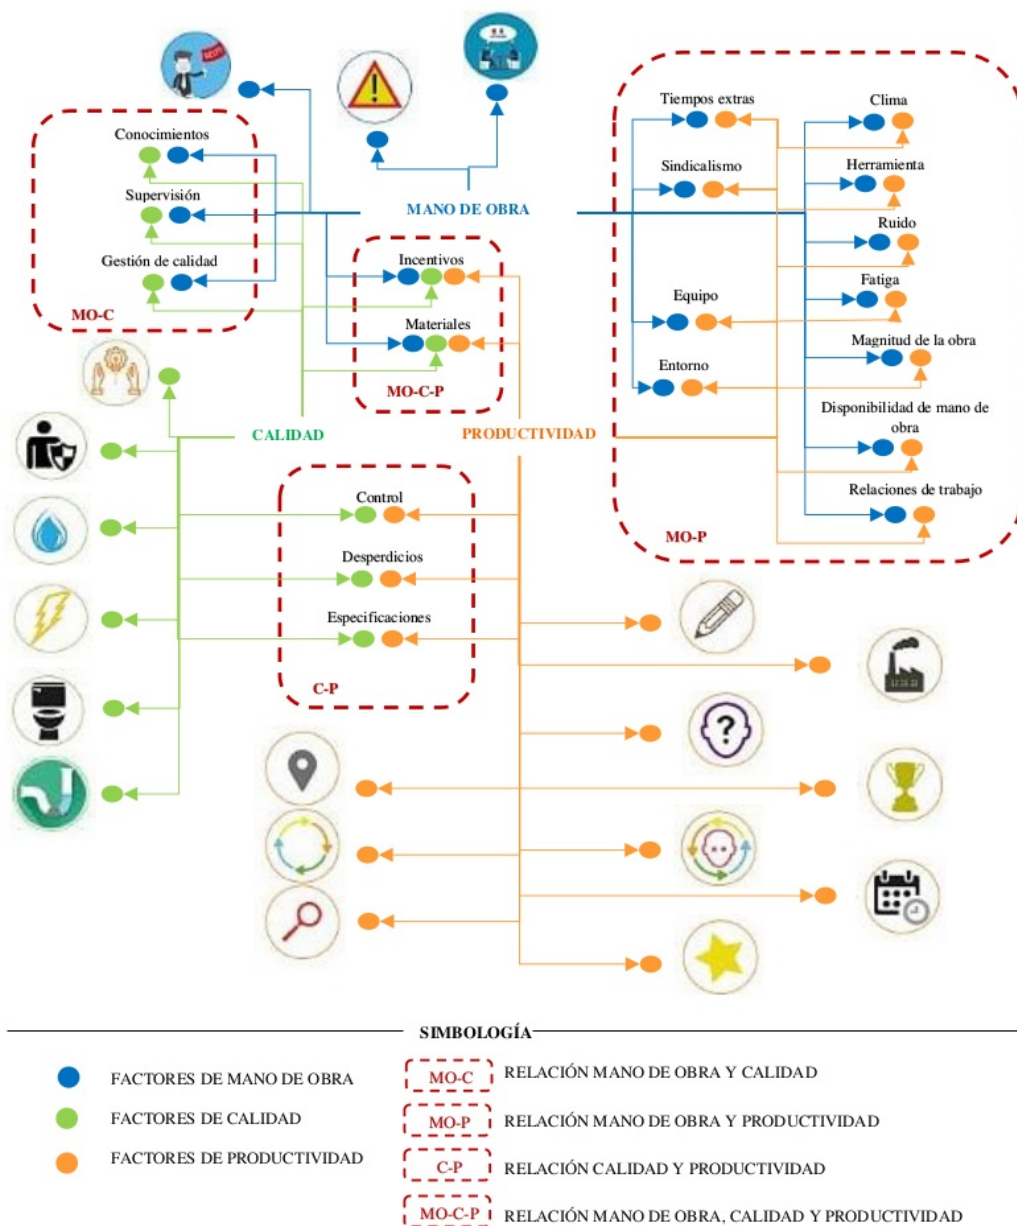 Tiempos extras
Clima
Conocimientos
Sindicalismo
Herramienta
Supervisión
MANO DE OBRA
Ruido
Gestión de calidad
Incentivos
Fatiga
Equipo
MO-C
Materiales
Magnitud de la obra
Entorno
MO-C-P
Disponibilidad de mano de
obra
CALIDAD
PRODUCTIVIDAD
Relaciones de trabajo
Control
MO-P
Desperdicios
Especificaciones
C-P
?
SIMBOLOGÍA
FACTORES DE MANO DE OBRA
FACTORES DE CALIDAD
FACTORES DE PRODUCTIVIDAD
MO-C RELACIÓN MANO DE OBRA Y CALIDAD
MO-P RELACIÓN MANO DE OBRA Y PRODUCTIVIDAD
C-P RELACIÓN CALIDAD Y PRODUCTIVIDAD
MO-C-P RELACIÓN MANO DE OBRA, CALIDAD Y PRODUCTIVIDAD